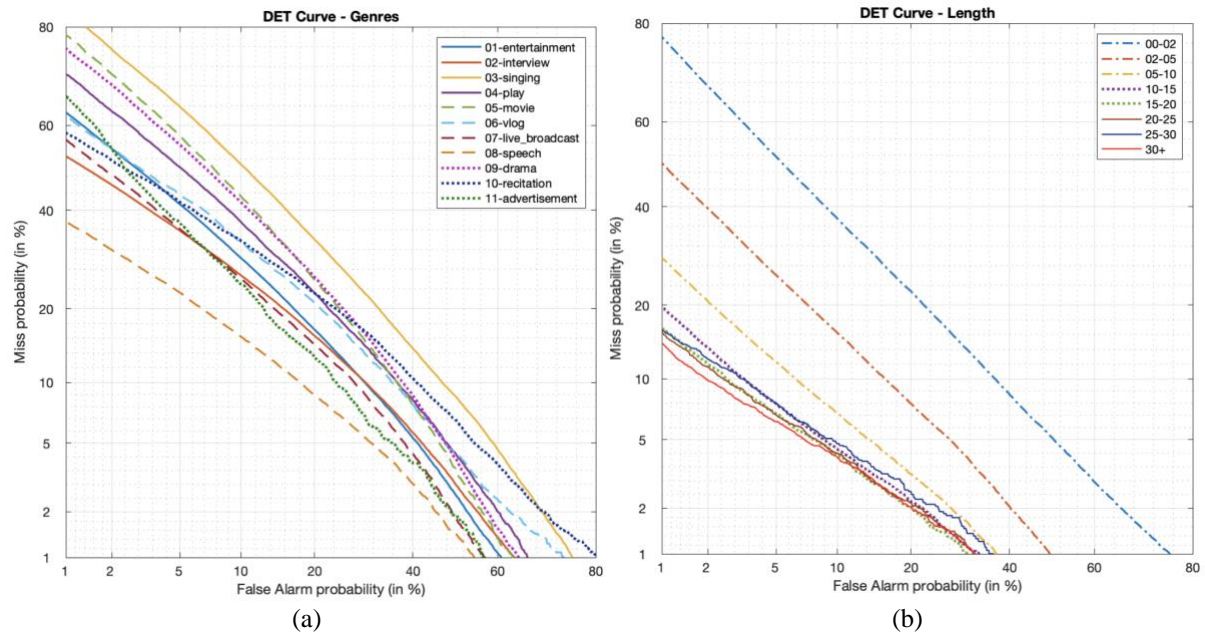 DET Curve - Genres
80
60
40
20
10
5
2
1
Miss probability (in %)
1 2 5 10 20 40 60 80
False Alarm probability (in %)
01-entertainment
02-interview
03-singing
04-play
05-movie
06-vlog
07-live_broadcast
08-speech
09-drama
10-recitation
11-advertisement
(a)
DET Curve - Length
80
60
40
20
10
5
2
1
Miss probability (in %)
1 2 5 10 20 40 60 80
False Alarm probability (in %)
00-02
02-05
05-10
10-15
15-20
20-25
25-30
30+
(b)